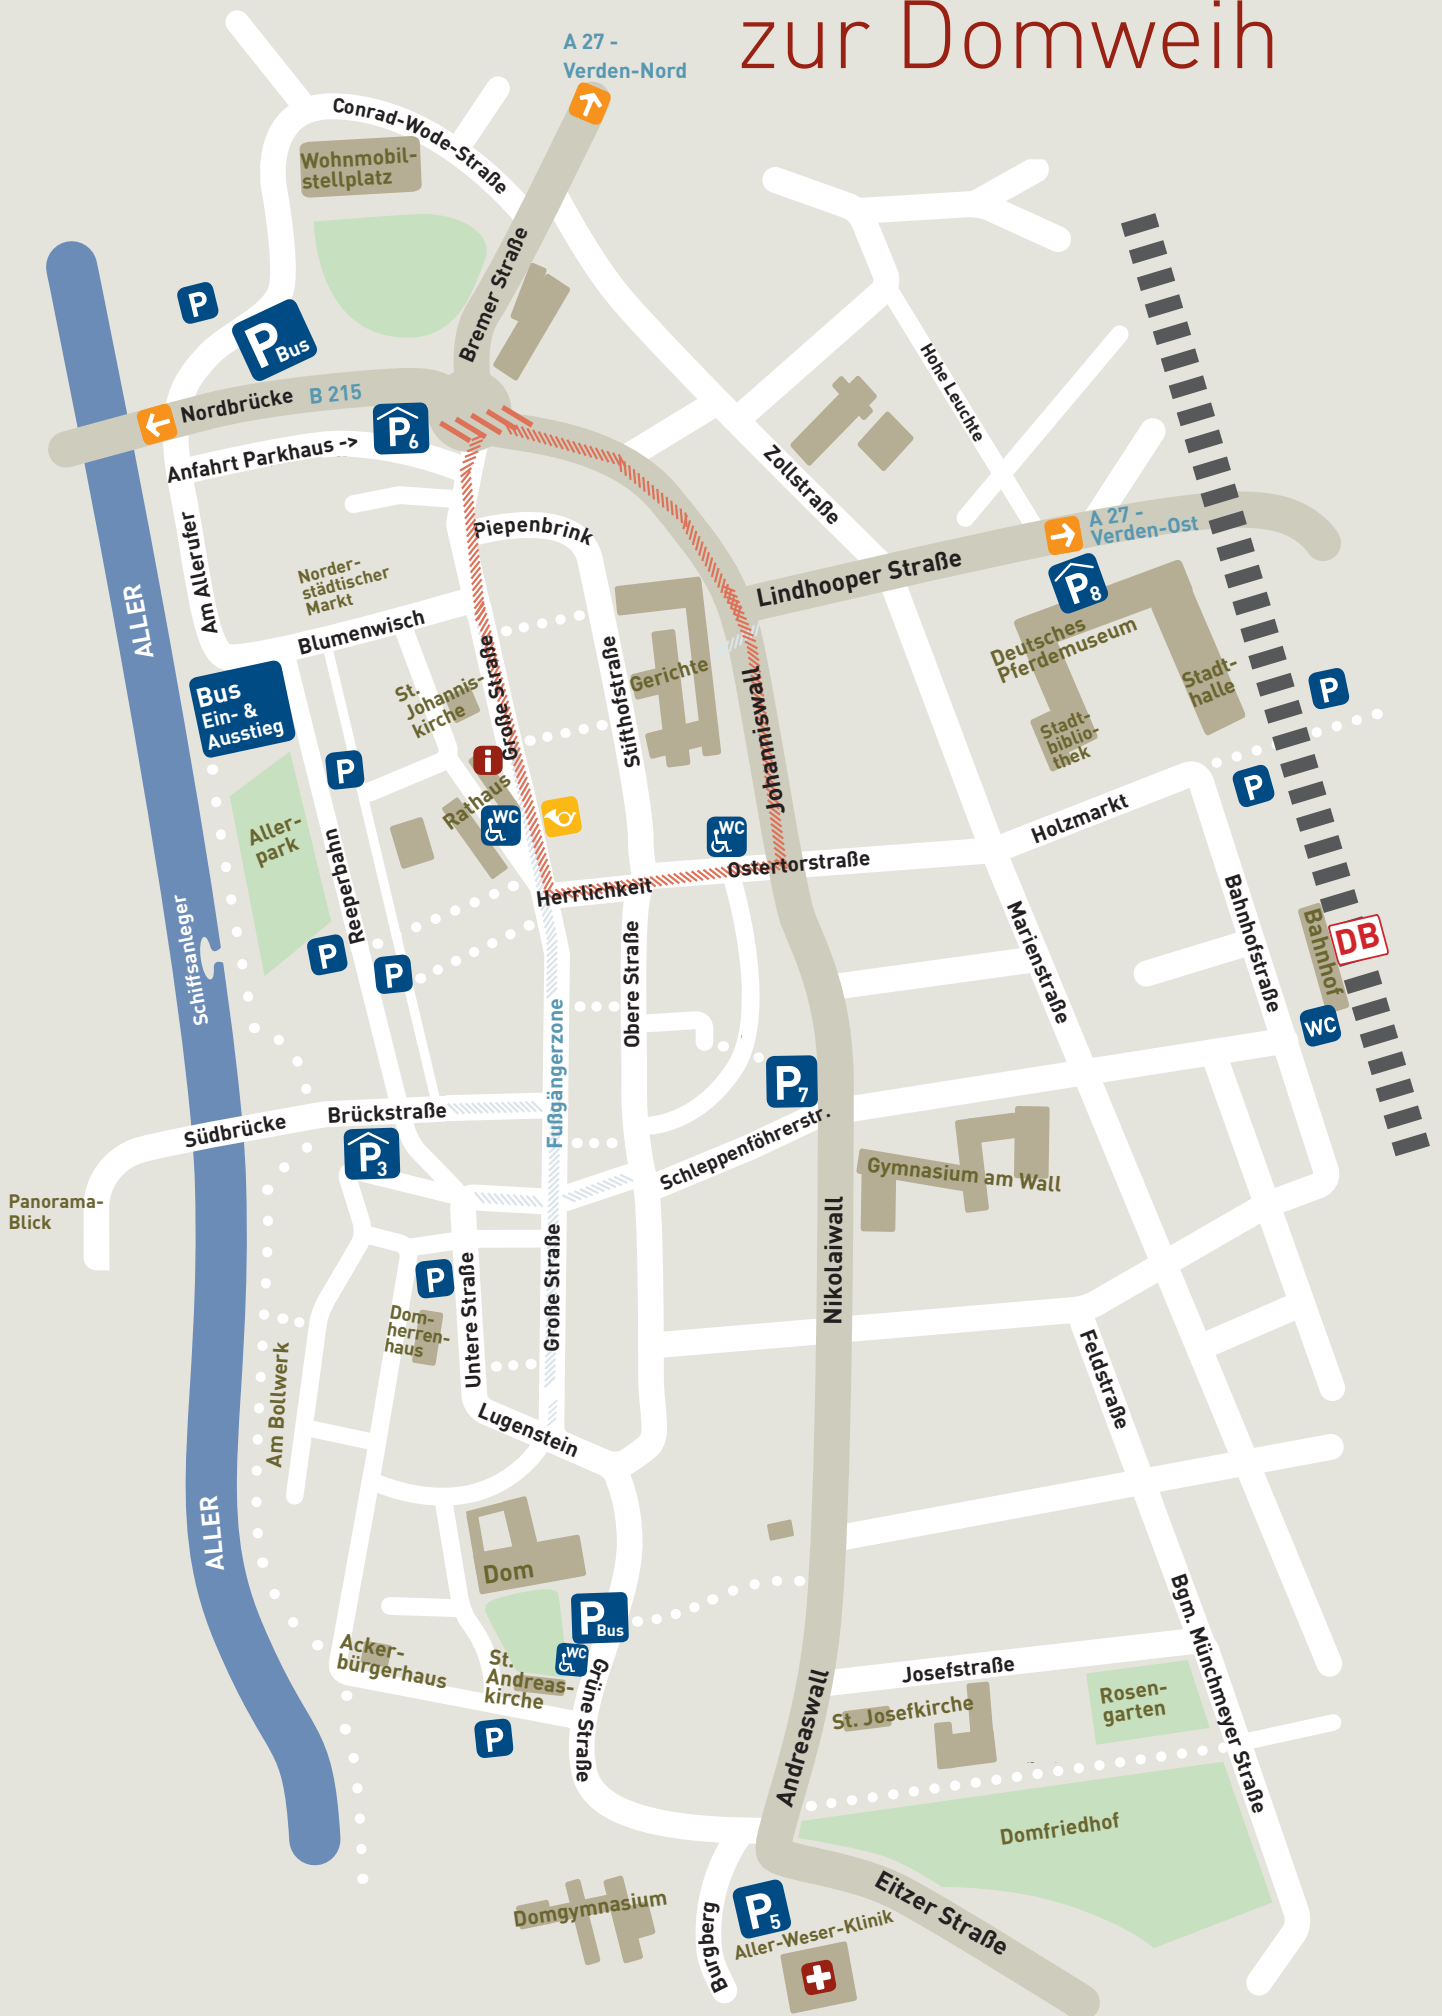 zur Domweih
A 27 -
Verden-Nord
Conrad-Wode-Straße
Wohnmobil-
stellplatz
Bremer Straße
P
P Bus
Nordbrücke
B 215
Anfahrt Parkhaus ->
P6
Hohe Leuchte
Zollstraße
Piepenbrink
A 27 -
Verden-Ost
Lindhooper Straße
P8
Am Allerufer
Norder-
städtischer
Markt
ALLER
Blumenwisch
Deutsches
Pferdemuseum
Stadt-
halle
Stadt-
biblio-
thek
Bus
Ein- &
Ausstieg
St.
Johannis-
kirche
Große Straße
Stifthofstraße
Gerichte
Johanniswall
P
P
P
i
Rathaus
WC
WC
Aller-
park
Reeperbahn
Holzmarkt
Ostertorstraße
Herrlichkeit
Schiffsanleger
P
P
Obere Straße
Marienstraße
Bahnhofstraße
Bahnhof
DB
WC
Fußgängerzone
P7
Brückstraße
Südbrücke
P3
Schleppenföhrerstr.
Gymnasium am Wall
Panorama-
Blick
Nikolaiwall
P
Dom-
herren-
haus
Untere Straße
Große Straße
Am Bollwerk
Feldstraße
Lugenstein
ALLER
Dom
P Bus
WC
Acker-
bürgerhaus
St.
Andreas-
kirche
Grüne Straße
P
Bgm. Münchmeyer Straße
Josefstraße
St. Josefkirche
Rosen-
garten
Andreaswall
Domfriedhof
Domgymnasium
Burgberg
P5
Aller-Weser-Klinik
Eitzer Straße